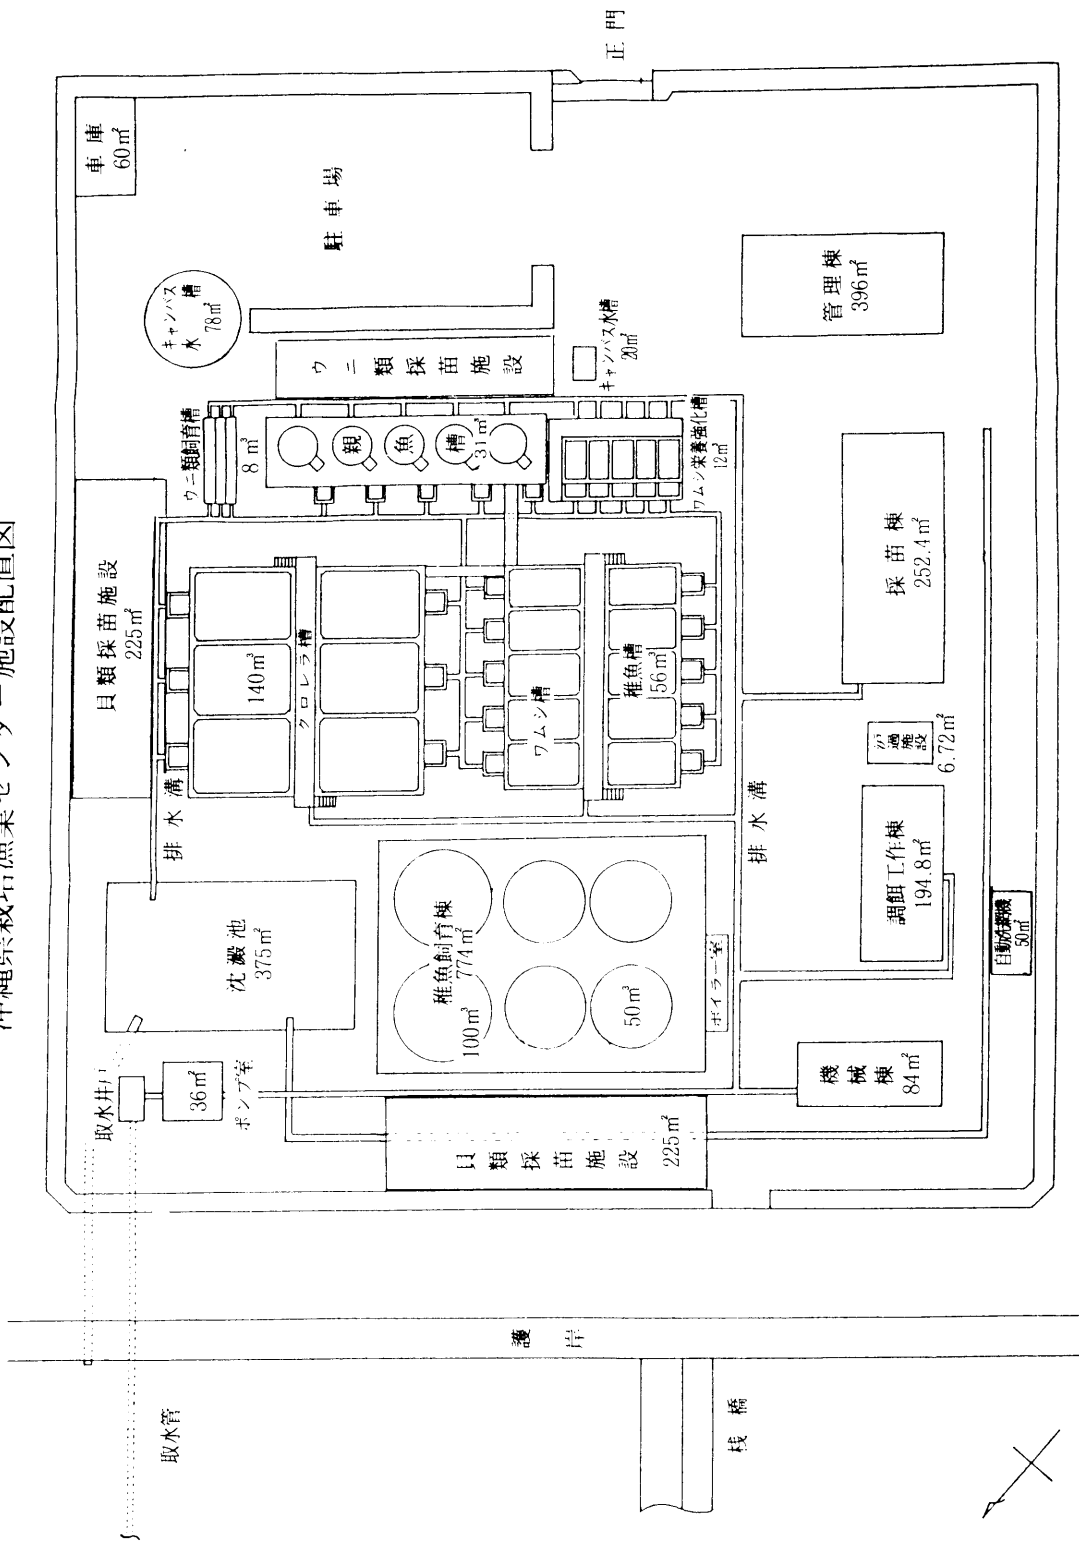 沖縄県栽培漁業センター施設配置図
正門
車庫
60㎡
駐車場
キャンバス
水槽
78㎥
ウニ類採苗施設
キャンバス水槽
20㎥
管理棟
396㎡
ウニ類飼育槽
8㎥
親魚槽
31㎥
ワムシ栄養強化槽
12㎥
貝類採苗施設
225㎡
140㎥
クロレラ槽
ワムシ槽
稚魚槽
56㎥
採苗棟
252.4㎡
排水溝
排水溝
沪過
施設
6.72㎡
沈澱池
375㎡
稚魚飼育棟
774㎡
100㎥
50㎥
ボイラー室
調餌工作棟
194.8㎡
自動洗網機
50㎡
取水井戸
36㎡
ポンプ室
機械棟
84㎡
貝類採苗施設
225㎡
護岸
取水管
桟橋